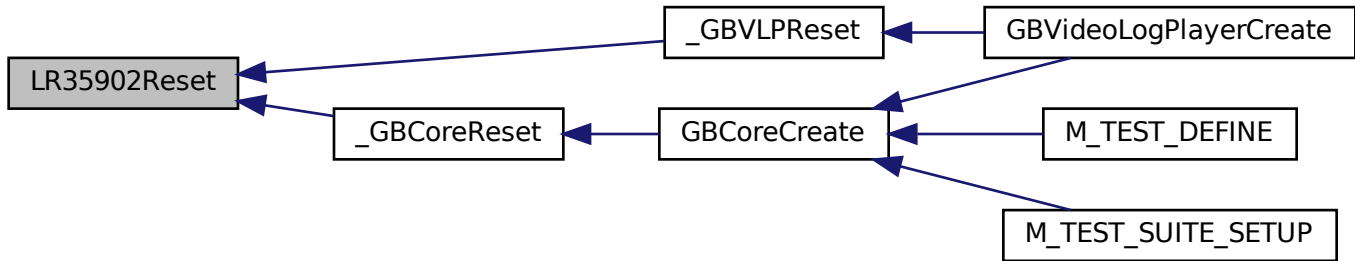 _GBVLPReset
GBVideoLogPlayerCreate
LR35902Reset
_GBCoreReset
GBCoreCreate
M_TEST_DEFINE
M_TEST_SUITE_SETUP